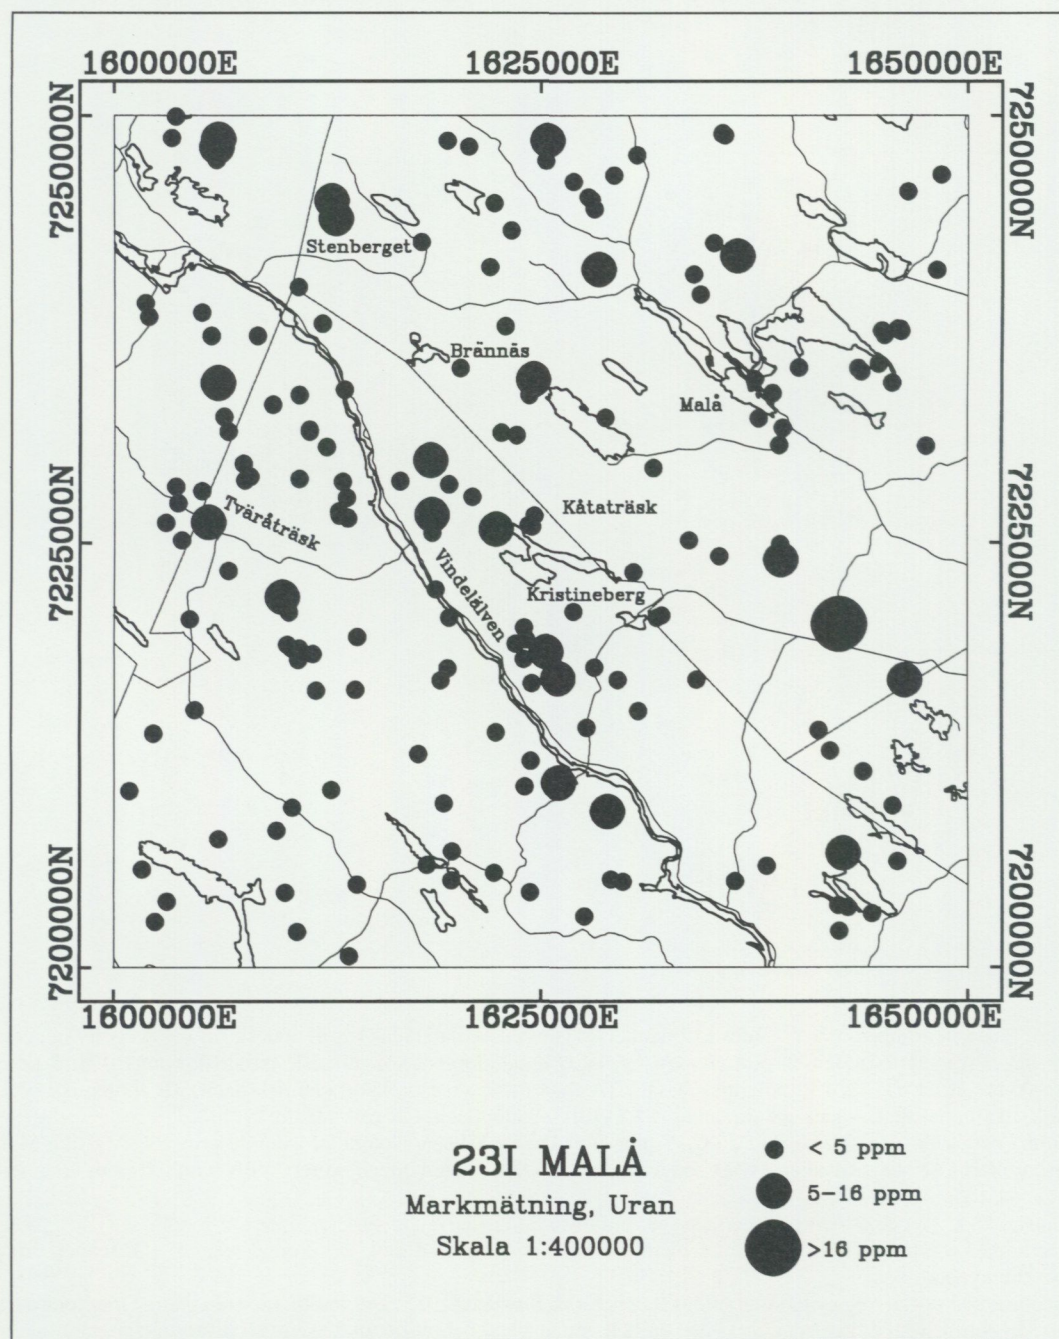 1600000E 1625000E 1650000E
7250000N 7250000N
Stenberget
Brännäs
Malå
7225000N 7225000N
Tväråträsk
Kåtaträsk
Vindelälven
Kristineberg
7200000N 7200000N
1600000E 1625000E 1650000E
23I MALÅ
Markmätning, Uran
Skala 1:400000
< 5 ppm
5-16 ppm
>16 ppm